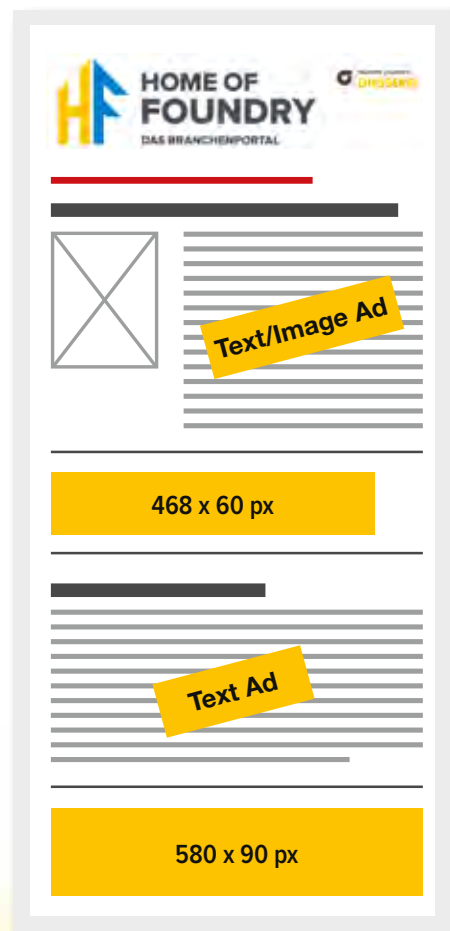 HOME OF
FOUNDRY
DAS BRANCHENPORTAL
Text/Image Ad
468 x 60 px
Text Ad
580 x 90 px